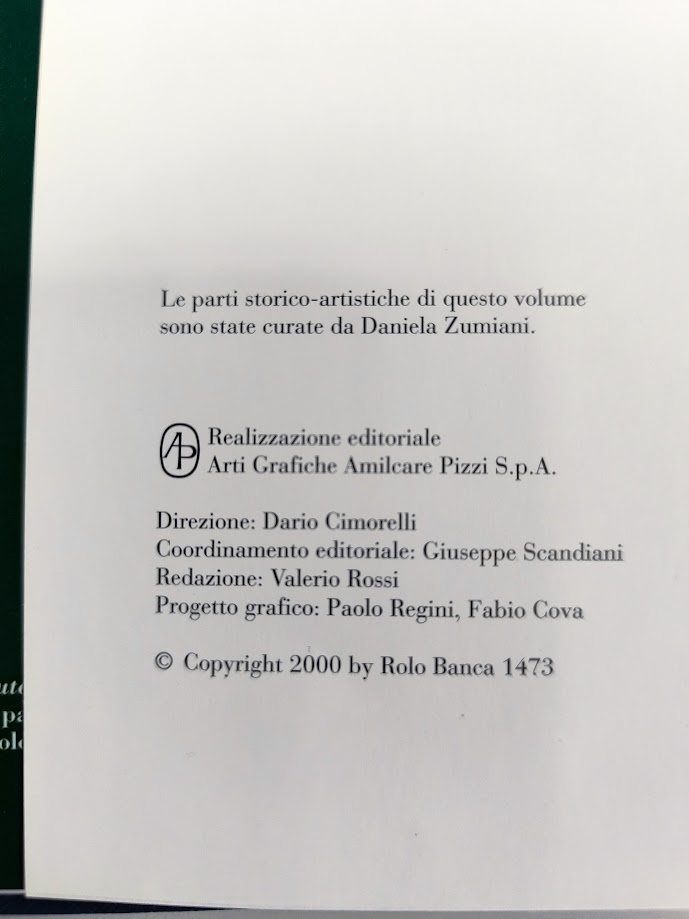 Le parti storico-artistiche di questo volume
sono state curate da Daniela Zumiani.
AP
Realizzazione editoriale
Arti Grafiche Amilcare Pizzi S.p.A.
Direzione: Dario Cimorelli
Coordinamento editoriale: Giuseppe Scandiani
Redazione: Valerio Rossi
Progetto grafico: Paolo Regini, Fabio Cova
© Copyright 2000 by Rolo Banca 1473